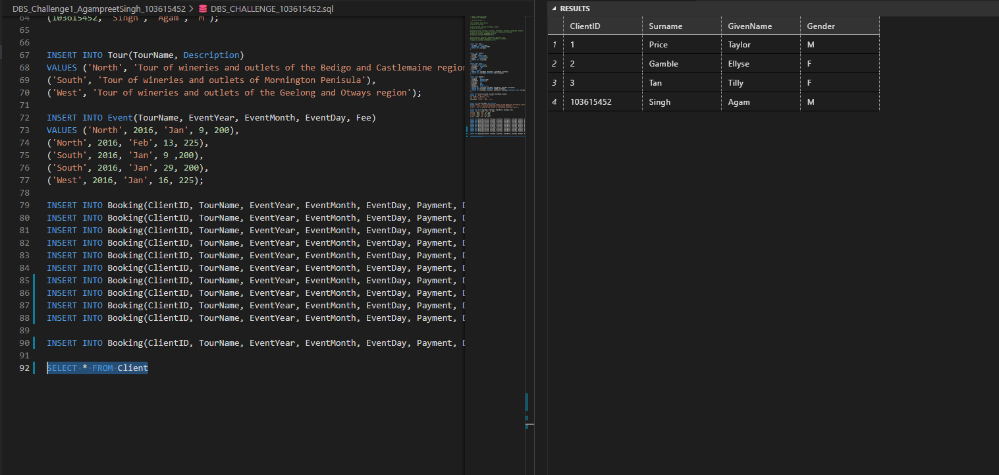 DBS_Challenge1_AgampreetSingh_103615452 > DBS_CHALLENGE_103615452.sql
64 (103615452, 'Singh', 'Agam', 'M');
65
66
67 INSERT INTO Tour(TourName, Description)
68 VALUES ('North', 'Tour of wineries and outlets of the Bedigo and Castlemaine region
69 ('South', 'Tour of wineries and outlets of Mornington Penisula'),
70 ('West', 'Tour of wineries and outlets of the Geelong and Otways region');
71
72 INSERT INTO Event(TourName, EventYear, EventMonth, EventDay, Fee)
73 VALUES ('North', 2016, 'Jan', 9, 200),
74 ('North', 2016, 'Feb', 13, 225),
75 ('South', 2016, 'Jan', 9 ,200),
76 ('South', 2016, 'Jan', 29, 200),
77 ('West', 2016, 'Jan', 16, 225);
78
79 INSERT INTO Booking(ClientID, TourName, EventYear, EventMonth, EventDay, Payment, D
80 INSERT INTO Booking(ClientID, TourName, EventYear, EventMonth, EventDay, Payment, D
81 INSERT INTO Booking(ClientID, TourName, EventYear, EventMonth, EventDay, Payment, D
82 INSERT INTO Booking(ClientID, TourName, EventYear, EventMonth, EventDay, Payment, D
83 INSERT INTO Booking(ClientID, TourName, EventYear, EventMonth, EventDay, Payment, D
84 INSERT INTO Booking(ClientID, TourName, EventYear, EventMonth, EventDay, Payment, D
85 INSERT INTO Booking(ClientID, TourName, EventYear, EventMonth, EventDay, Payment, D
86 INSERT INTO Booking(ClientID, TourName, EventYear, EventMonth, EventDay, Payment, D
87 INSERT INTO Booking(ClientID, TourName, EventYear, EventMonth, EventDay, Payment, D
88 INSERT INTO Booking(ClientID, TourName, EventYear, EventMonth, EventDay, Payment, D
89
90 INSERT INTO Booking(ClientID, TourName, EventYear, EventMonth, EventDay, Payment, D
91
92 SELECT * FROM Client
RESULTS
ClientID Surname GivenName Gender
1 1 Price Taylor M
2 2 Gamble Ellyse F
3 3 Tan Tilly F
4 103615452 Singh Agam M